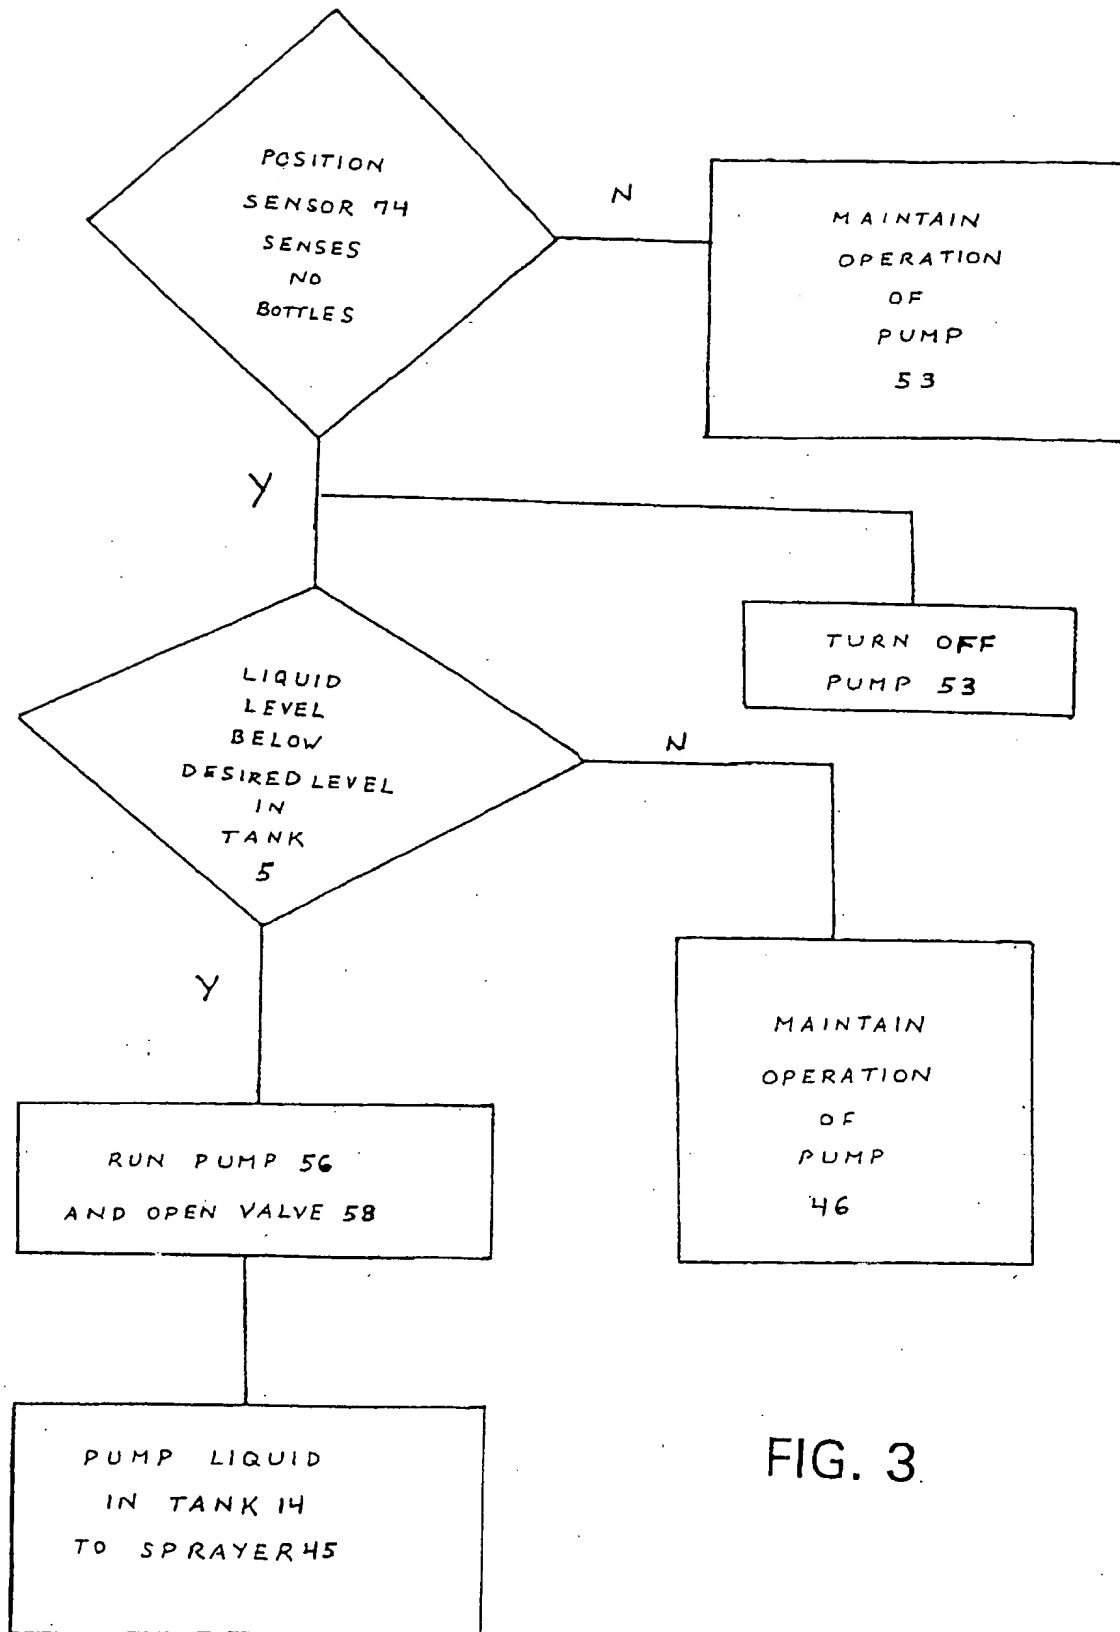 POSITION
SENSOR 74
SENSES
NO
BOTTLES
N
MAINTAIN
OPERATION
OF
PUMP
53
Y
TURN OFF
PUMP 53
LIQUID
LEVEL
BELOW
DESIRED LEVEL
IN
TANK
5
N
MAINTAIN
OPERATION
OF
PUMP
46
Y
RUN PUMP 56
AND OPEN VALVE 58
PUMP LIQUID
IN TANK 14
TO SPRAYER 45
FIG. 3